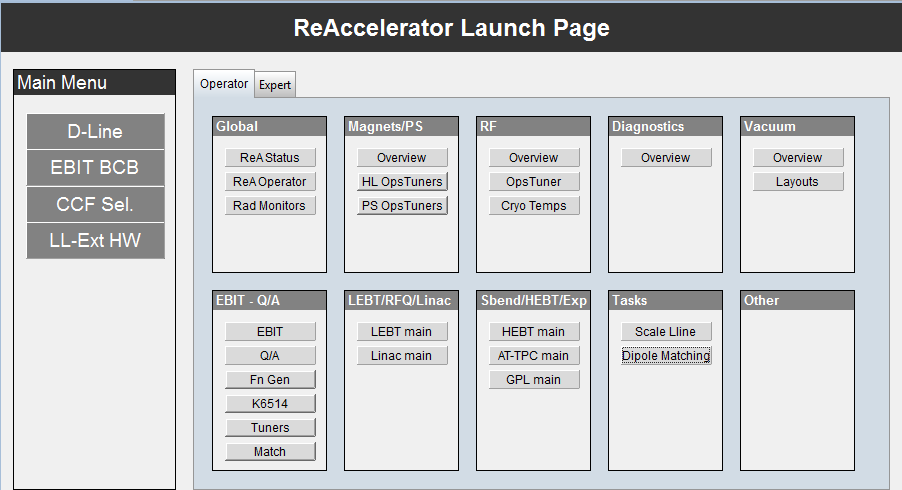 ReAccelerator Launch Page
Main Menu
D-Line
EBIT BCB
CCF Sel.
LL-Ext HW
Operator
Expert
Global
ReA Status
ReA Operator
Rad Monitors
Magnets/PS
Overview
HL OpsTuners
PS OpsTuners
RF
Overview
OpsTuner
Cryo Temps
Diagnostics
Overview
Vacuum
Overview
Layouts
EBIT - Q/A
EBIT
Q/A
Fn Gen
K6514
Tuners
Match
LEBT/RFQ/Linac
LEBT main
Linac main
Sbend/HEBT/Exp
HEBT main
AT-TPC main
GPL main
Tasks
Scale Lline
Dipole Matching
Other